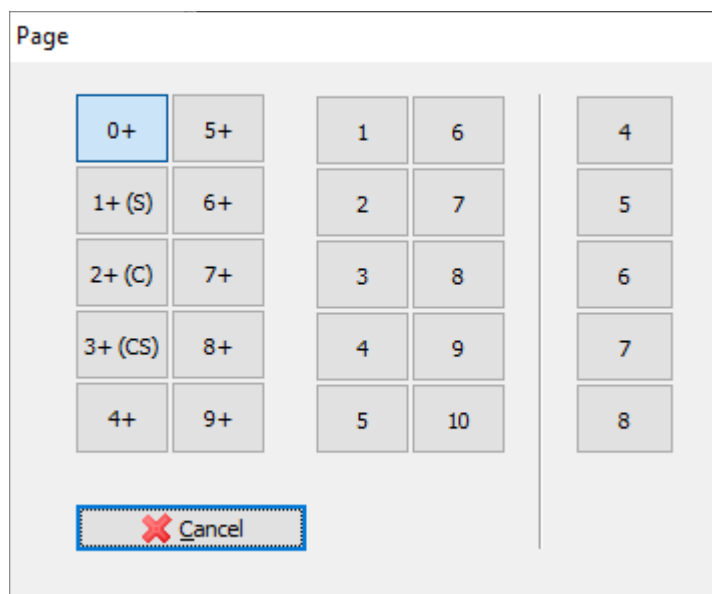 Page
0+ 5+ 1 6 4
1+ (S) 6+ 2 7 5
2+ (C) 7+ 3 8 6
3+ (CS) 8+ 4 9 7
4+ 9+ 5 10 8
Cancel